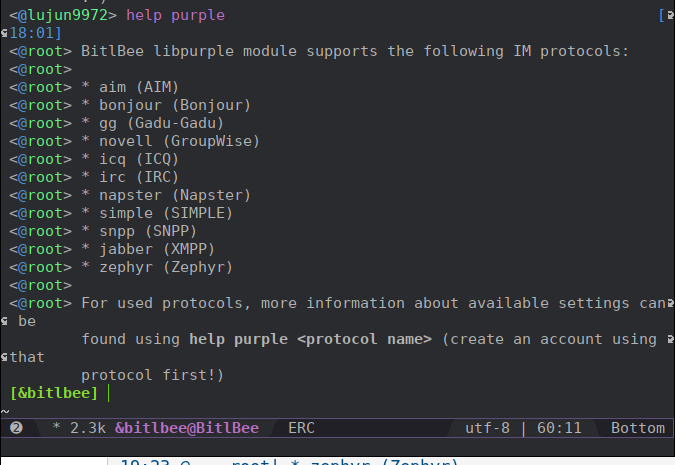 <@lujun9972> help purple [
18:01]
<@root> BitlBee libpurple module supports the following IM protocols:
<@root>
<@root> * aim (AIM)
<@root> * bonjour (Bonjour)
<@root> * gg (Gadu-Gadu)
<@root> * novell (GroupWise)
<@root> * icq (ICQ)
<@root> * irc (IRC)
<@root> * napster (Napster)
<@root> * simple (SIMPLE)
<@root> * snpp (SNPP)
<@root> * jabber (XMPP)
<@root> * zephyr (Zephyr)
<@root>
<@root> For used protocols, more information about available settings can
be
found using help purple <protocol name> (create an account using
that
protocol first!)
[&bitlbee]
~
❷ * 2.3k &bitlbee@BitlBee ERC utf-8 | 60:11 Bottom
root| * zephyr (Zephyr)